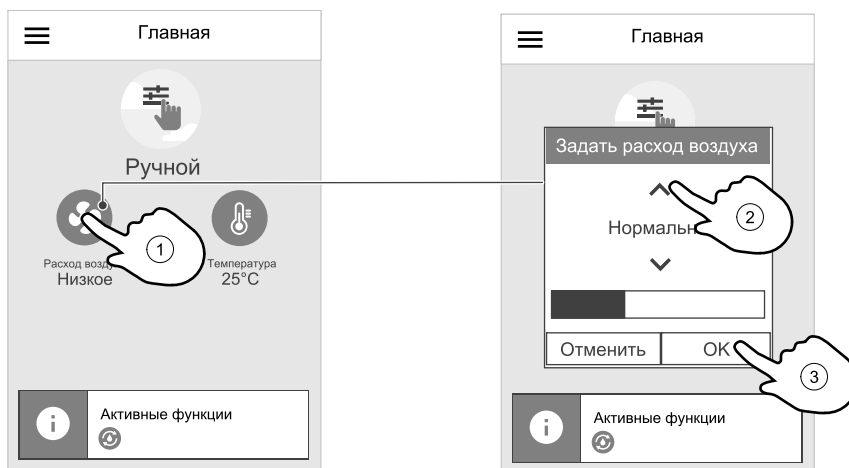 Главная
Ручной
1
Расход возду
Низкое
Температура
25°C
i
Активные функции
Главная
Задать расход воздуха
2
Нормальн
Отменить
OK
3
i
Активные функции